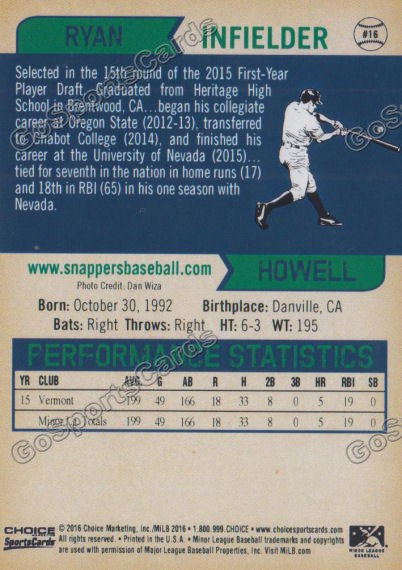 RYAN
INFIELDER
#16
Selected in the 15th round of the 2015 First-Year
Player Draft. Graduated from Heritage High
School in Brentwood, CA...began his collegiate
career at Oregon State (2012-13), transferred
to Chabot College (2014), and finished his
career at the University of Nevada (2015)...
tied for seventh in the nation in home runs (17)
and 18th in RBI (65) in his one season with
Nevada.
www.snappersbaseball.com
Photo Credit: Dan Wiza
HOWELL
Born: October 30, 1992 Birthplace: Danville, CA
Bats: Right Throws: Right HT: 6-3 WT: 195
PERFORMANCE STATISTICS
YR CLUB AVG G AB R H 2B 3B HR RBI SB
15 Vermont .199 49 166 18 33 8 0 5 19 0
Minor Lg. Totals .199 49 166 18 33 8 0 5 19 0
CHOICE
SportsCards
© 2016 Choice Marketing, Inc./MiLB 2016 • 1.800.999.CHOICE • www.choicesportscards.com
All rights reserved. • Printed in the U.S.A. • Minor League Baseball trademarks and copyrights
are used with permission of Major League Baseball Properties, Inc. Visit MiLB.com
MINOR LEAGUE
BASEBALL
GoSportsCards
GoSportsCards
GoSportsCards
GoSportsCards